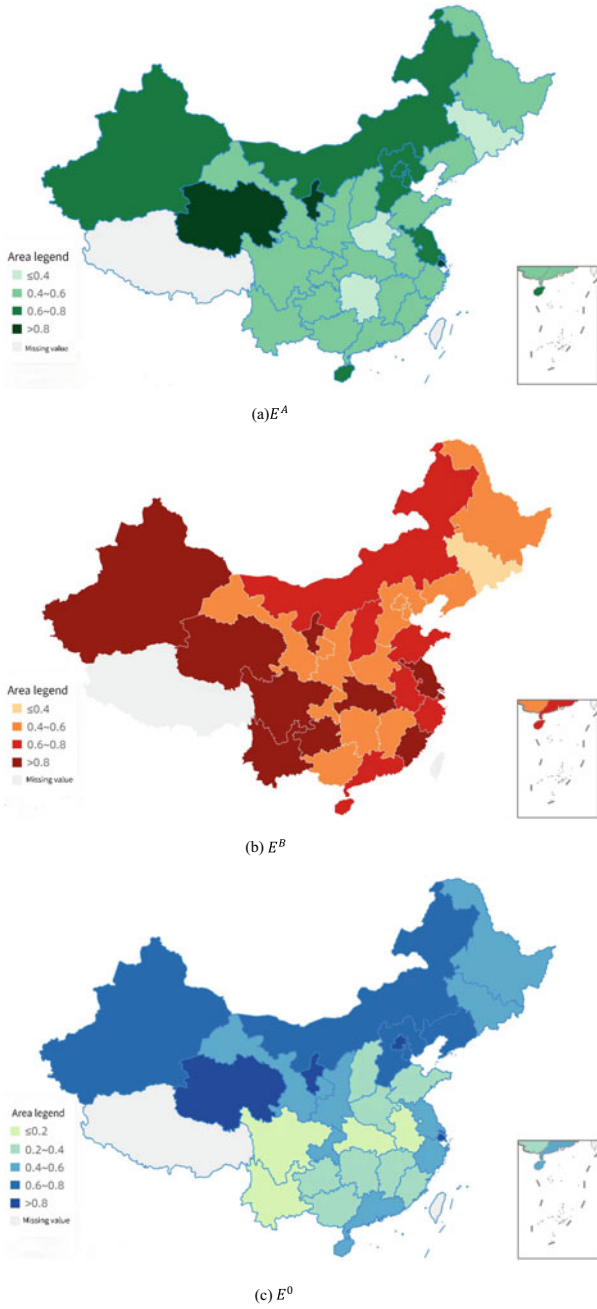 Area legend
≤0.4
0.4~0.6
0.6~0.8
>0.8
Missing value
(a)E^A
Area legend
≤0.4
0.4~0.6
0.6~0.8
>0.8
Missing value
(b) E^B
Area legend
≤0.2
0.2~0.4
0.4~0.6
0.6~0.8
>0.8
Missing value
(c) E^0